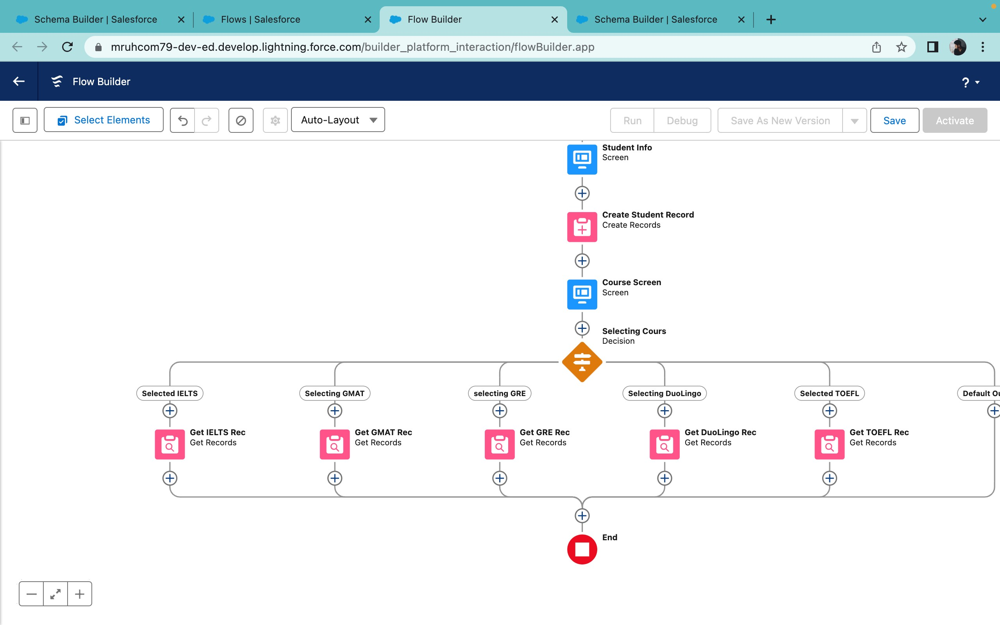 Schema Builder | Salesforce
Flows | Salesforce
Flow Builder
Schema Builder | Salesforce
mruhcom79-dev-ed.develop.lightning.force.com/builder_platform_interaction/flowBuilder.app
Flow Builder
?
Select Elements
Auto-Layout
Run
Debug
Save As New Version
Save
Activate
Student Info
Screen
Create Student Record
Create Records
Course Screen
Screen
Selecting Cours
Decision
Selected IELTS
Selecting GMAT
selecting GRE
Selecting DuoLingo
Selected TOEFL
Default Ou
Get IELTS Rec
Get Records
Get GMAT Rec
Get Records
Get GRE Rec
Get Records
Get DuoLingo Rec
Get Records
Get TOEFL Rec
Get Records
End